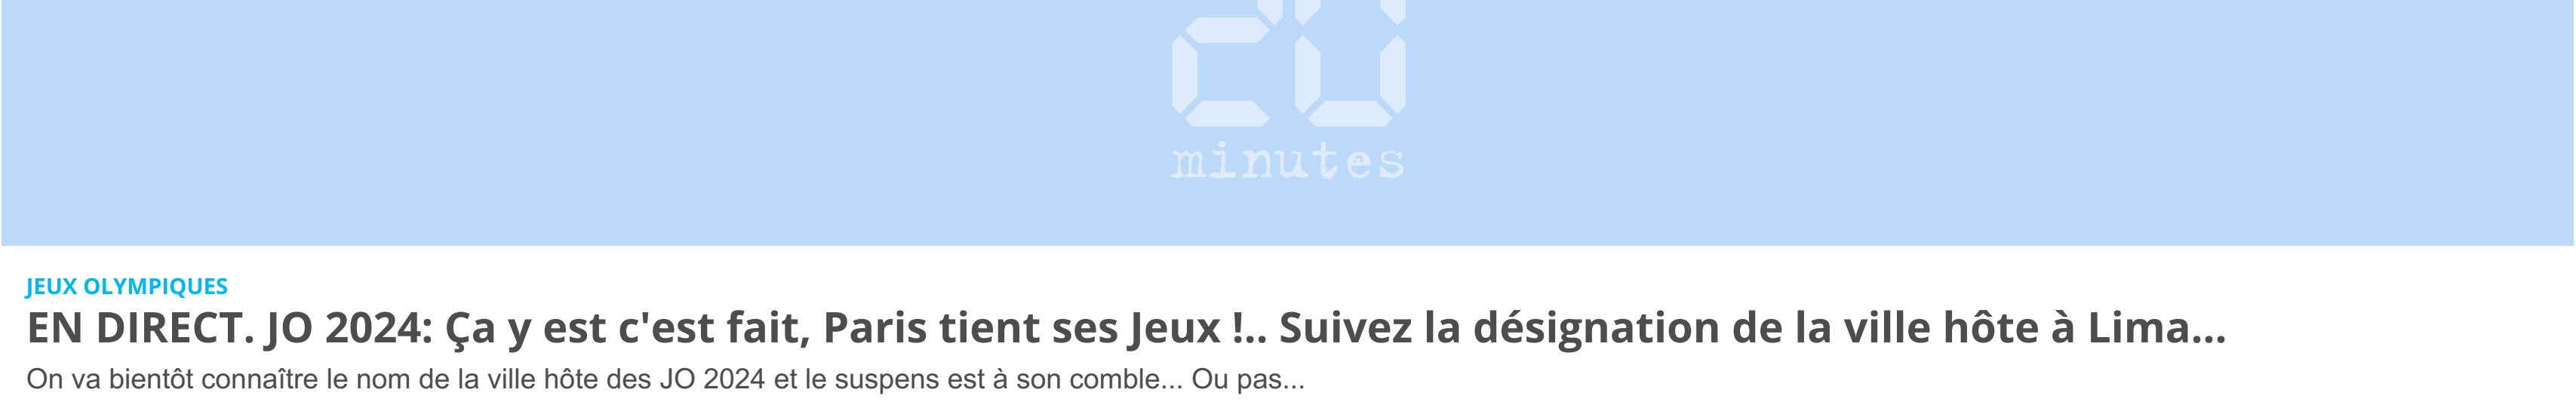 20
minutes
JEUX OLYMPIQUES
EN DIRECT. JO 2024: Ça y est c'est fait, Paris tient ses Jeux !.. Suivez la désignation de la ville hôte à Lima...
On va bientôt connaître le nom de la ville hôte des JO 2024 et le suspens est à son comble... Ou pas...